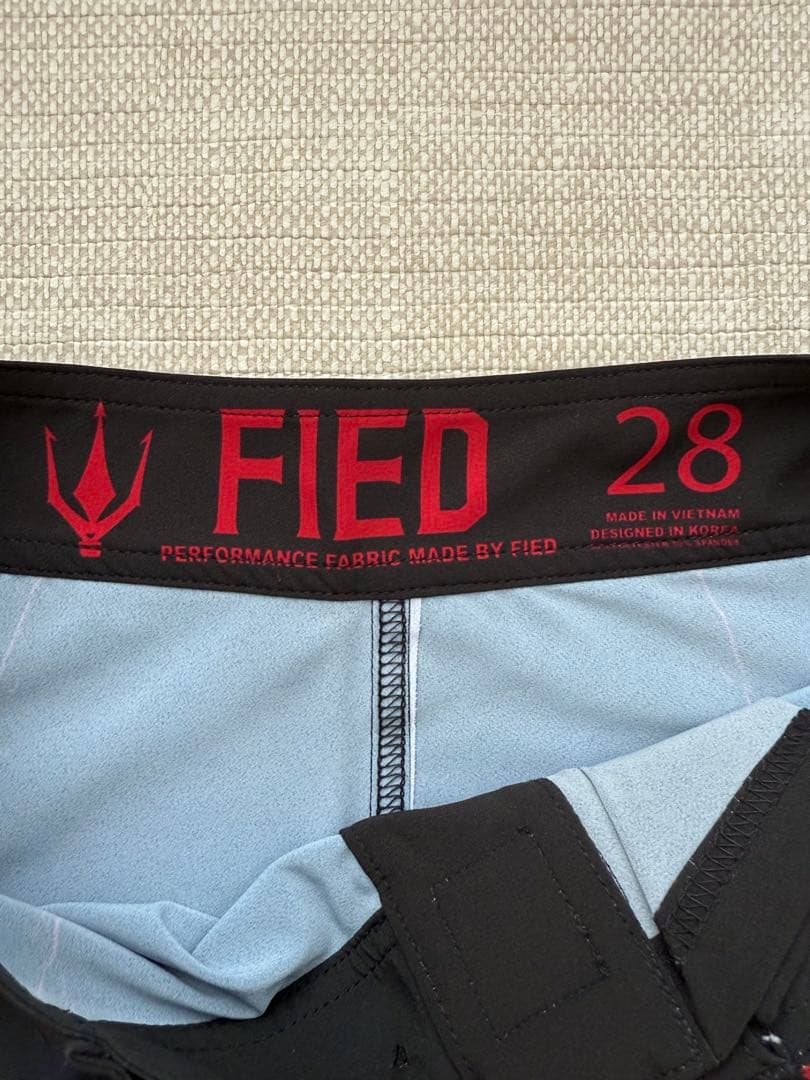 FIED
PERFORMANCE FABRIC MADE BY FIED
28
MADE IN VIETNAM
DESIGNED IN KOREA